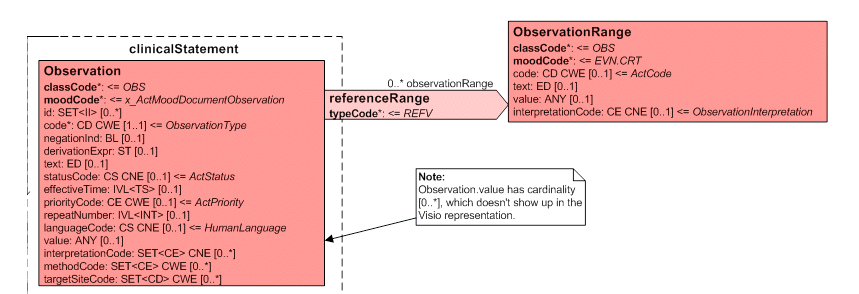 clinicalStatement
Observation
classCode*: <= OBS
moodCode*: <= x_ActMoodDocumentObservation
id: SET<II> [0..*]
code*: CD CWE [1..1] <= ObservationType
negationInd: BL [0..1]
derivationExpr: ST [0..1]
text: ED [0..1]
statusCode: CS CNE [0..1] <= ActStatus
effectiveTime: IVL<TS> [0..1]
priorityCode: CE CWE [0..1] <= ActPriority
repeatNumber: IVL<INT> [0..1]
languageCode: CS CNE [0..1] <= HumanLanguage
value: ANY [0..1]
interpretationCode: SET<CE> CNE [0..*]
methodCode: SET<CE> CWE [0..*]
targetSiteCode: SET<CD> CWE [0..*]
0..* observationRange
referenceRange
typeCode*: <= REFV
ObservationRange
classCode*: <= OBS
moodCode*: <= EVN.CRT
code: CD CWE [0..1] <= ActCode
text: ED [0..1]
value: ANY [0..1]
interpretationCode: CE CNE [0..1] <= ObservationInterpretation
Note:
Observation.value has cardinality
[0..*], which doesn't show up in the
Visio representation.